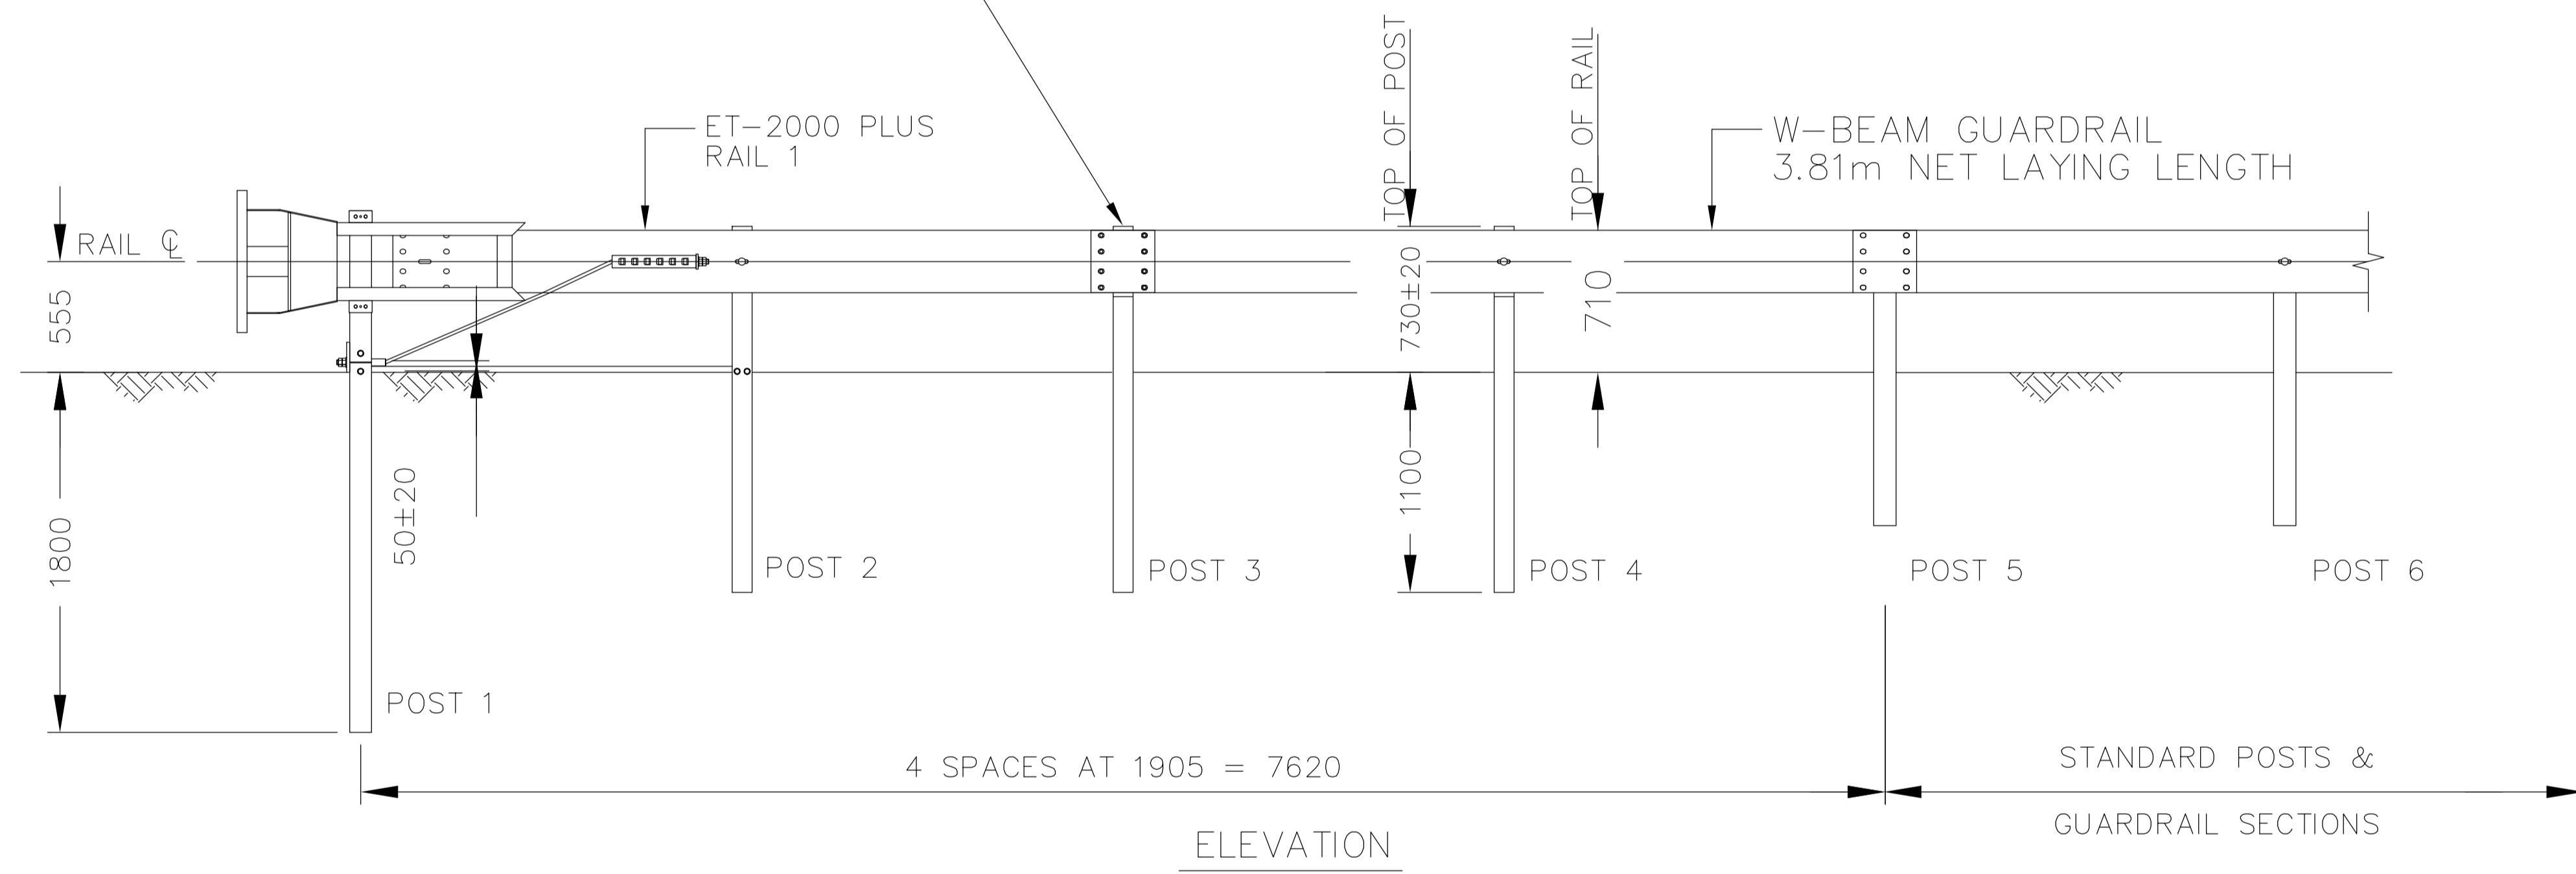 TOP OF POST
TOP OF RAIL
ET-2000 PLUS
RAIL 1
W-BEAM GUARDRAIL
3.81m NET LAYING LENGTH
RAIL ℄
555
730±20
710
1800
50±20
1100
POST 1
POST 2
POST 3
POST 4
POST 5
POST 6
4 SPACES AT 1905 = 7620
STANDARD POSTS &
GUARDRAIL SECTIONS
ELEVATION